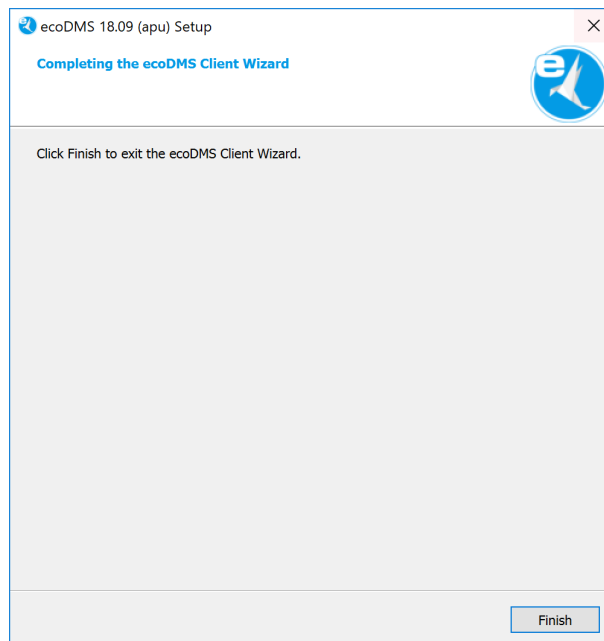 ecoDMS 18.09 (apu) Setup
Completing the ecoDMS Client Wizard
e
Click Finish to exit the ecoDMS Client Wizard.
Finish